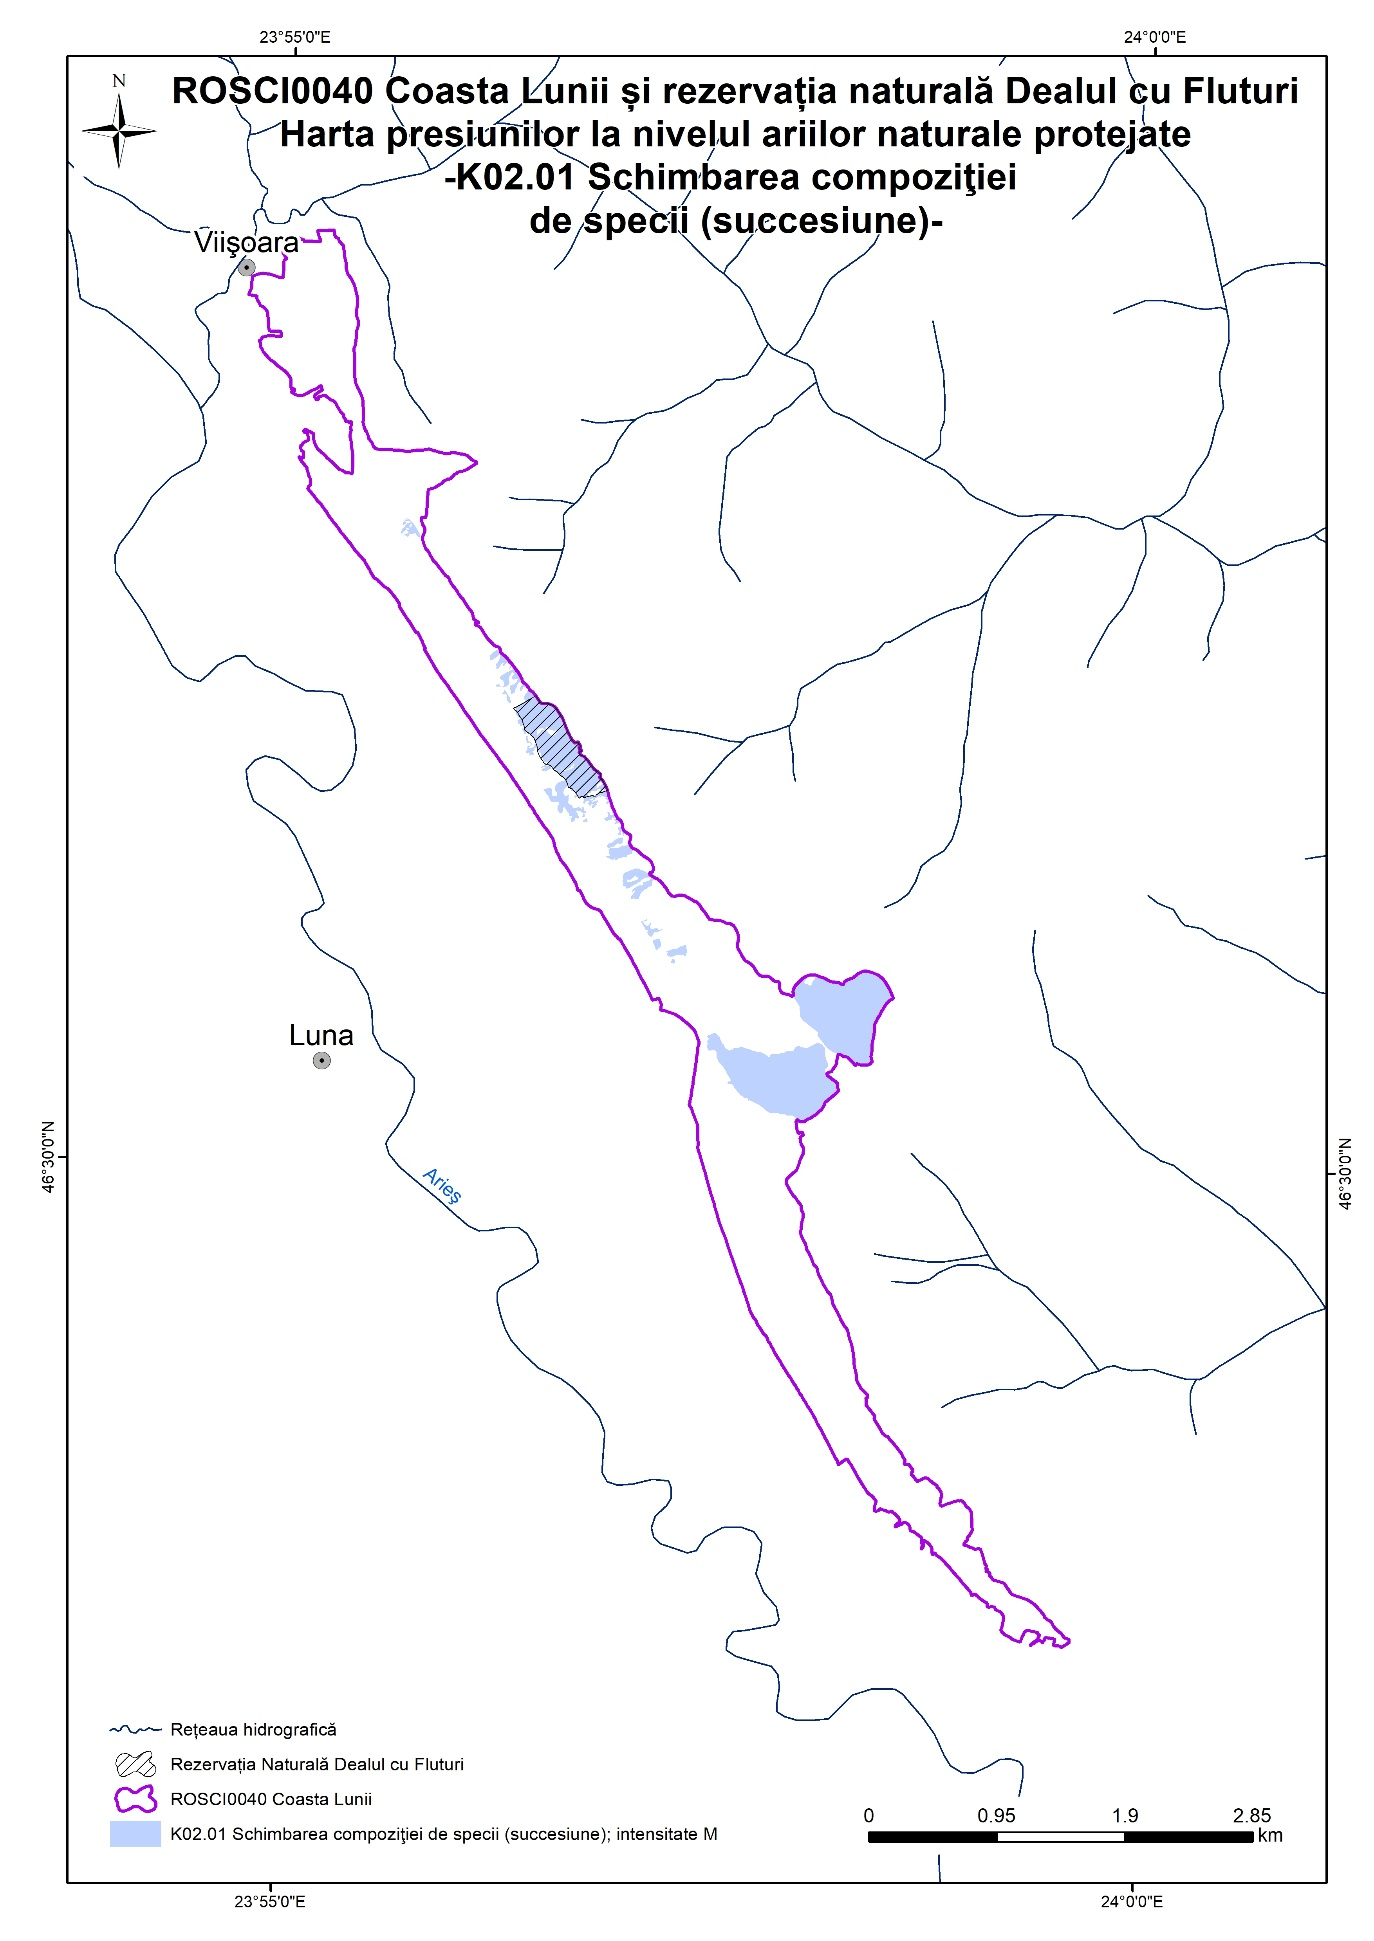 23°55'0"E
24°0'0"E
N
ROSCI0040 Coasta Lunii și rezervația naturală Dealul cu Fluturi
Harta presiunilor la nivelul ariilor naturale protejate
-K02.01 Schimbarea compoziţiei
de specii (succesiune)-
Viişoara
Luna
46°30'0"N
46°30'0"N
Arieş
Rețeaua hidrografică
Rezervația Naturală Dealul cu Fluturi
ROSCI0040 Coasta Lunii
K02.01 Schimbarea compoziţiei de specii (succesiune); intensitate M
0 0.95 1.9 2.85
km
23°55'0"E
24°0'0"E